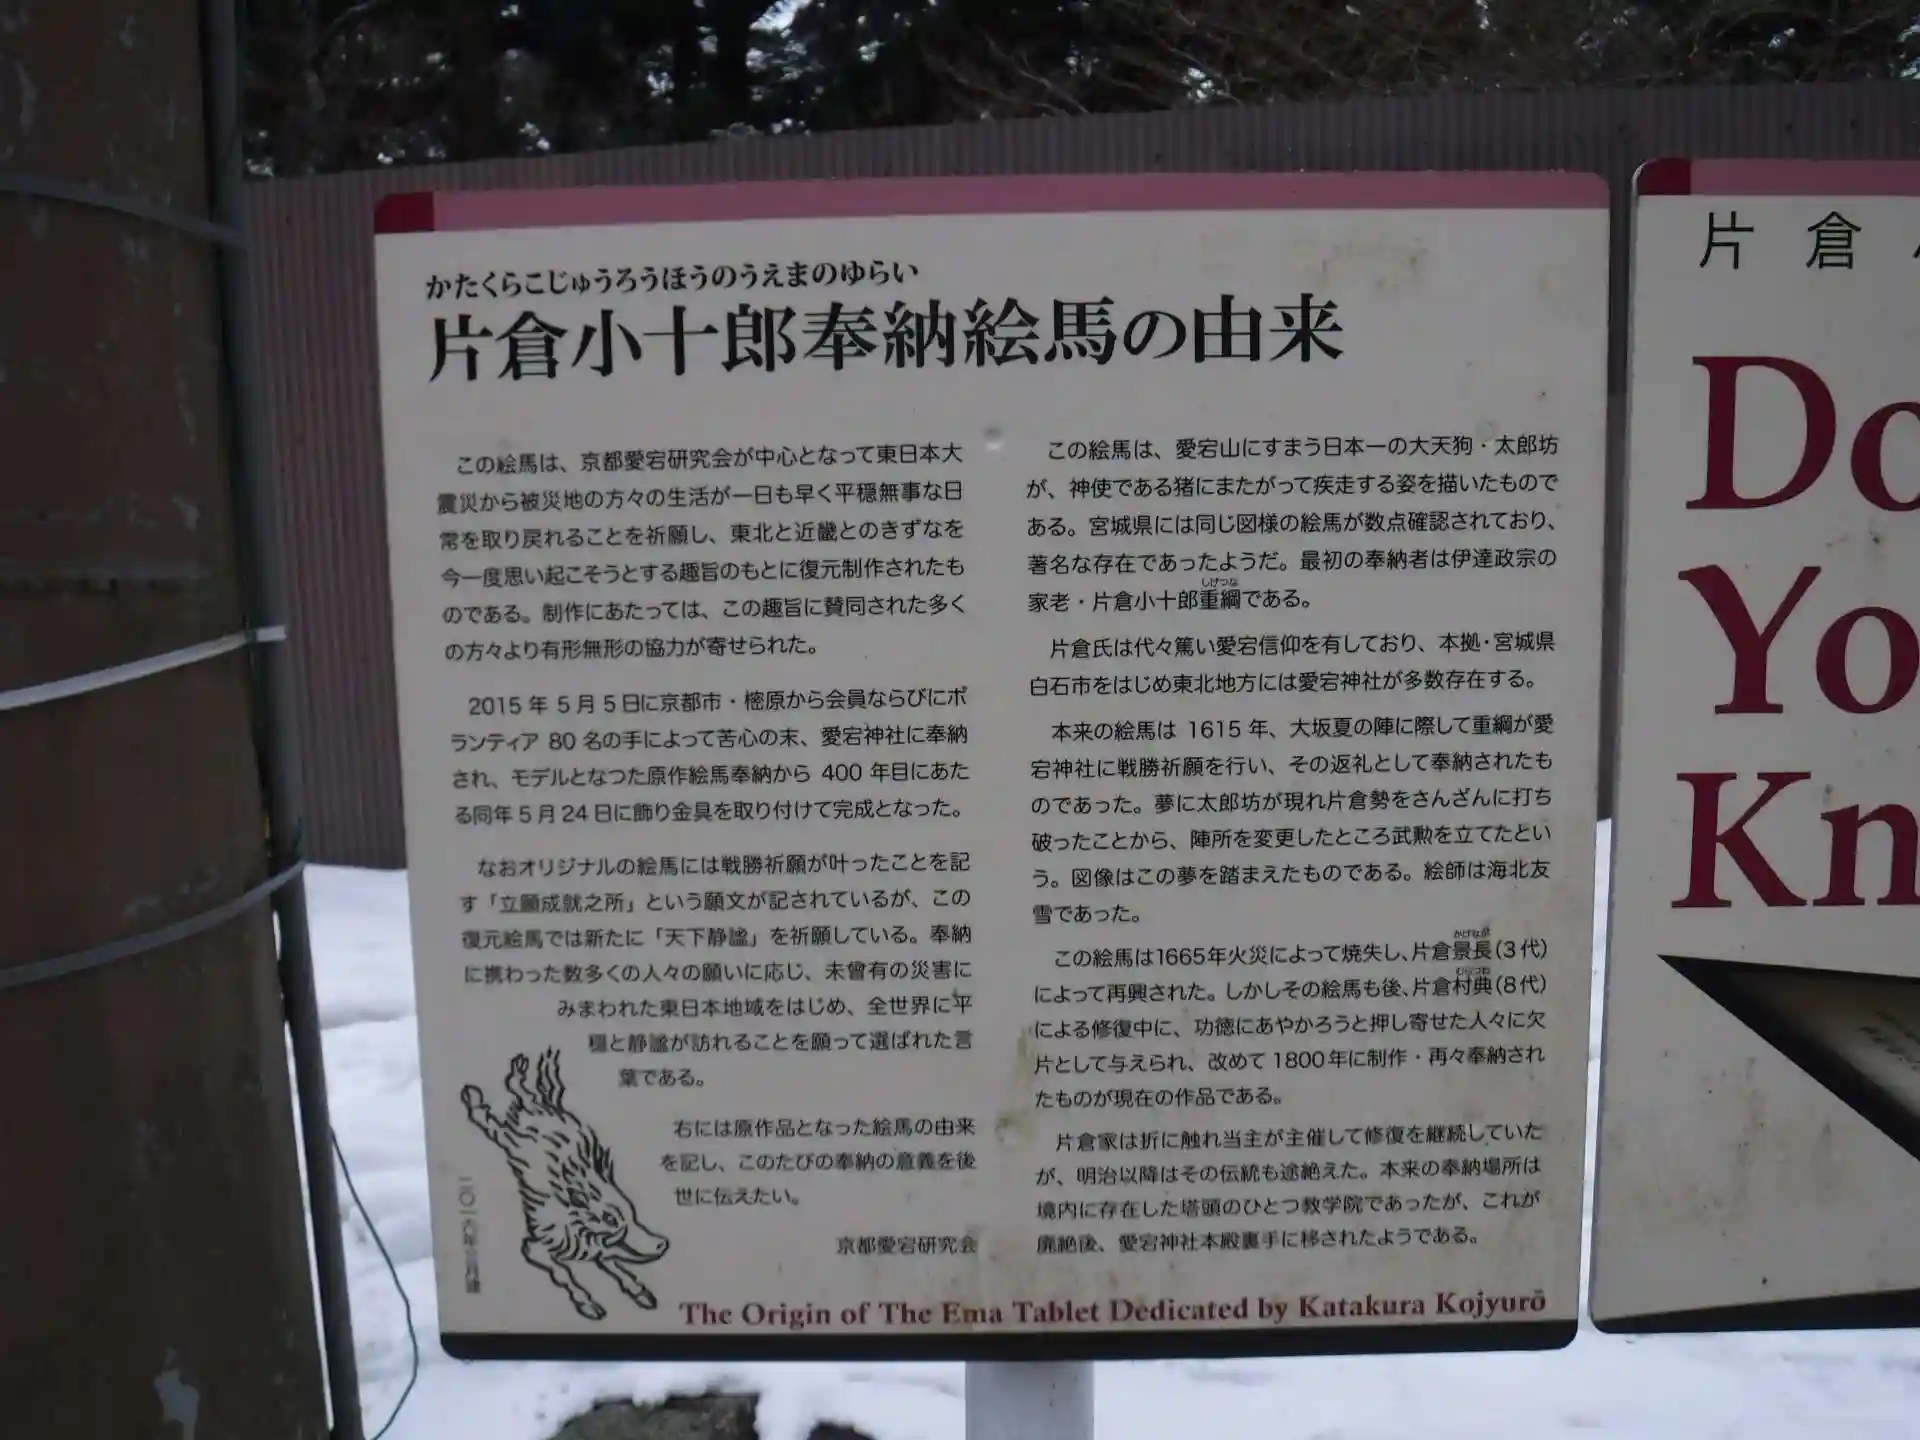 かたくらこじゅうろうほうのうえまのゆらい
片倉小十郎奉納絵馬の由来
この絵馬は、京都愛宕研究会が中心となって東日本大
震災から被災地の方々の生活が一日も早く平穏無事な日
常を取り戻れることを祈願し、東北と近畿とのきずなを
今一度思い起こそうとする趣旨のもとに復元制作されたも
のである。制作にあたっては、この趣旨に賛同された多く
の方々より有形無形の協力が寄せられた。
2015年5月5日に京都市・樒原から会員ならびにボ
ランティア 80 名の手によって苦心の末、愛宕神社に奉納
され、モデルとなつた原作絵馬奉納から 400 年目にあた
る同年5月24日に飾り金具を取り付けて完成となった。
なおオリジナルの絵馬には戦勝祈願が叶ったことを記
す「立願成就之所」という願文が記されているが、この
復元絵馬では新たに「天下静謐」を祈願している。奉納
に携わった数多くの人々の願いに応じ、未曾有の災害に
みまわれた東日本地域をはじめ、全世界に平
穏と静謐が訪れることを願って選ばれた言
葉である。
右には原作品となった絵馬の由来
を記し、このたびの奉納の意義を後
世に伝えたい。
京都愛宕研究会
二〇一六年三月建
この絵馬は、愛宕山にすまう日本一の大天狗・太郎坊
が、神使である猪にまたがって疾走する姿を描いたもので
ある。宮城県には同じ図様の絵馬が数点確認されており、
著名な存在であったようだ。最初の奉納者は伊達政宗の
しげつな
家老・片倉小十郎重綱である。
片倉氏は代々篤い愛宕信仰を有しており、本拠・宮城県
白石市をはじめ東北地方には愛宕神社が多数存在する。
本来の絵馬は 1615 年、大坂夏の陣に際して重綱が愛
宕神社に戦勝祈願を行い、その返礼として奉納されたも
のであった。夢に太郎坊が現れ片倉勢をさんざんに打ち
破ったことから、陣所を変更したところ武勲を立てたとい
う。図像はこの夢を踏まえたものである。絵師は海北友
雪であった。
かげなが
この絵馬は1665年火災によって焼失し、片倉景長(3代)
むらつね
によって再興された。しかしその絵馬も後、片倉村典(8代)
による修復中に、功徳にあやかろうと押し寄せた人々に欠
片として与えられ、改めて1800年に制作・再々奉納され
たものが現在の作品である。
片倉家は折に触れ当主が主催して修復を継続していた
が、明治以降はその伝統も途絶えた。本来の奉納場所は
境内に存在した塔頭のひとつ教学院であったが、これが
廃絶後、愛宕神社本殿裏手に移されたようである。
The Origin of The Ema Tablet Dedicated by Katakura Kojyurō
片倉
Do
Yo
Kn